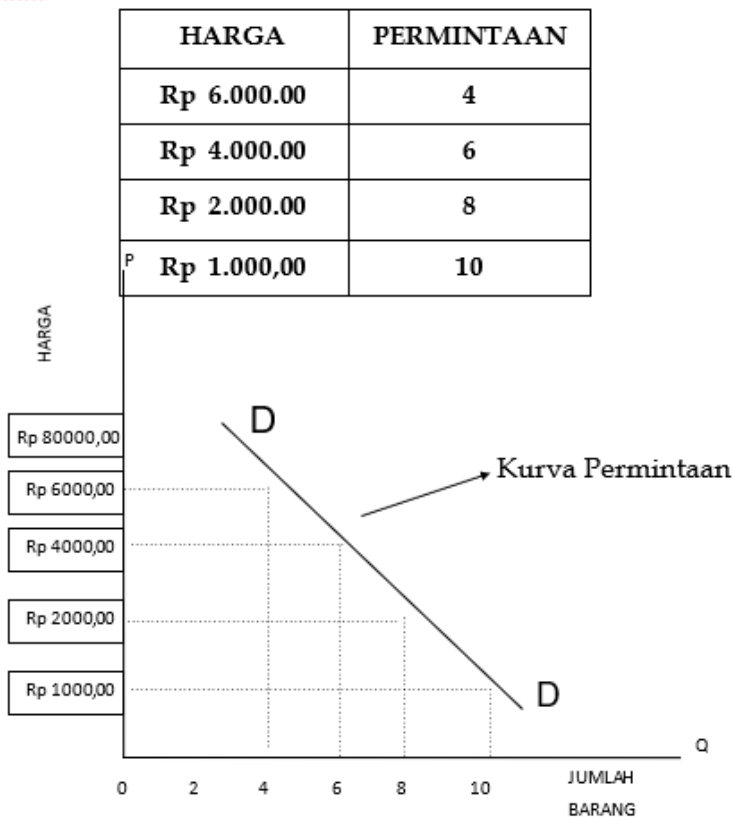 HARGA PERMINTAAN
Rp 6.000.00 4
Rp 4.000.00 6
Rp 2.000.00 8
Rp 1.000,00 10
P
HARGA
D
Rp 80000,00
Kurva Permintaan
Rp 6000,00
Rp 4000,00
Rp 2000,00
Rp 1000,00
D
Q
0 2 4 6 8 10 JUMLAH
BARANG